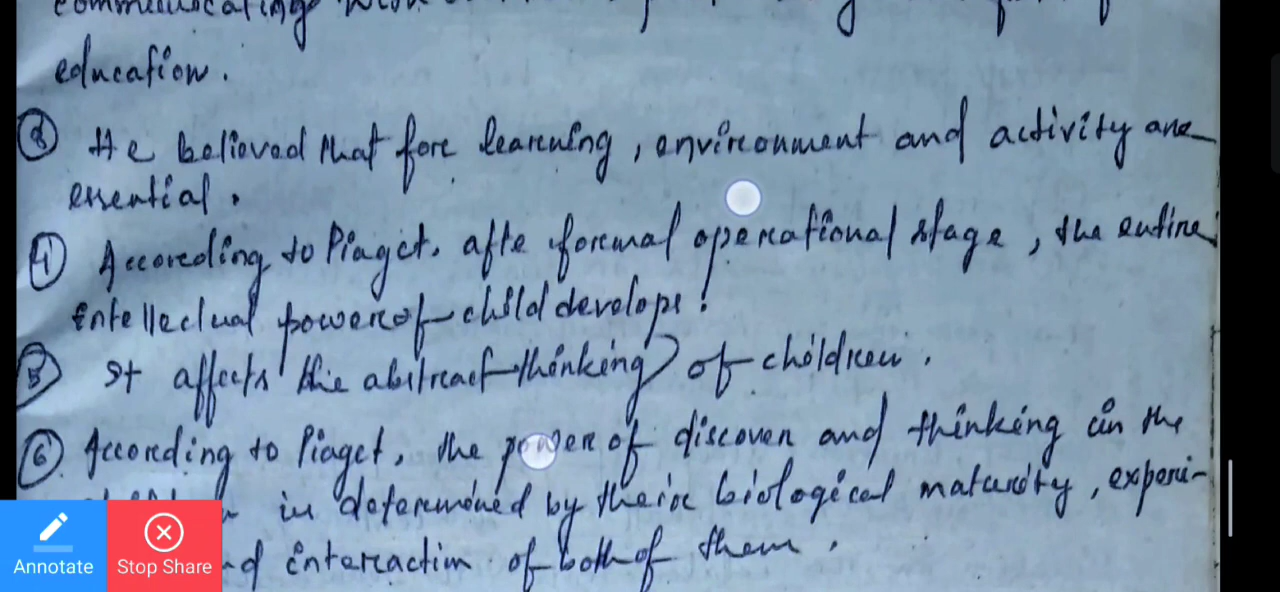 education.
③ He believed that for learning, environment and activity are
essential.
④ According to Piaget, afte formal operational stage, the entire
intellectual power of child develops!
⑤ It affects the abstract thinking of children.
⑥ According to Piaget, the power of discover and thinking in the
is determined by their biological maturity, experi-
interaction of both of them.
Annotate
Stop Share